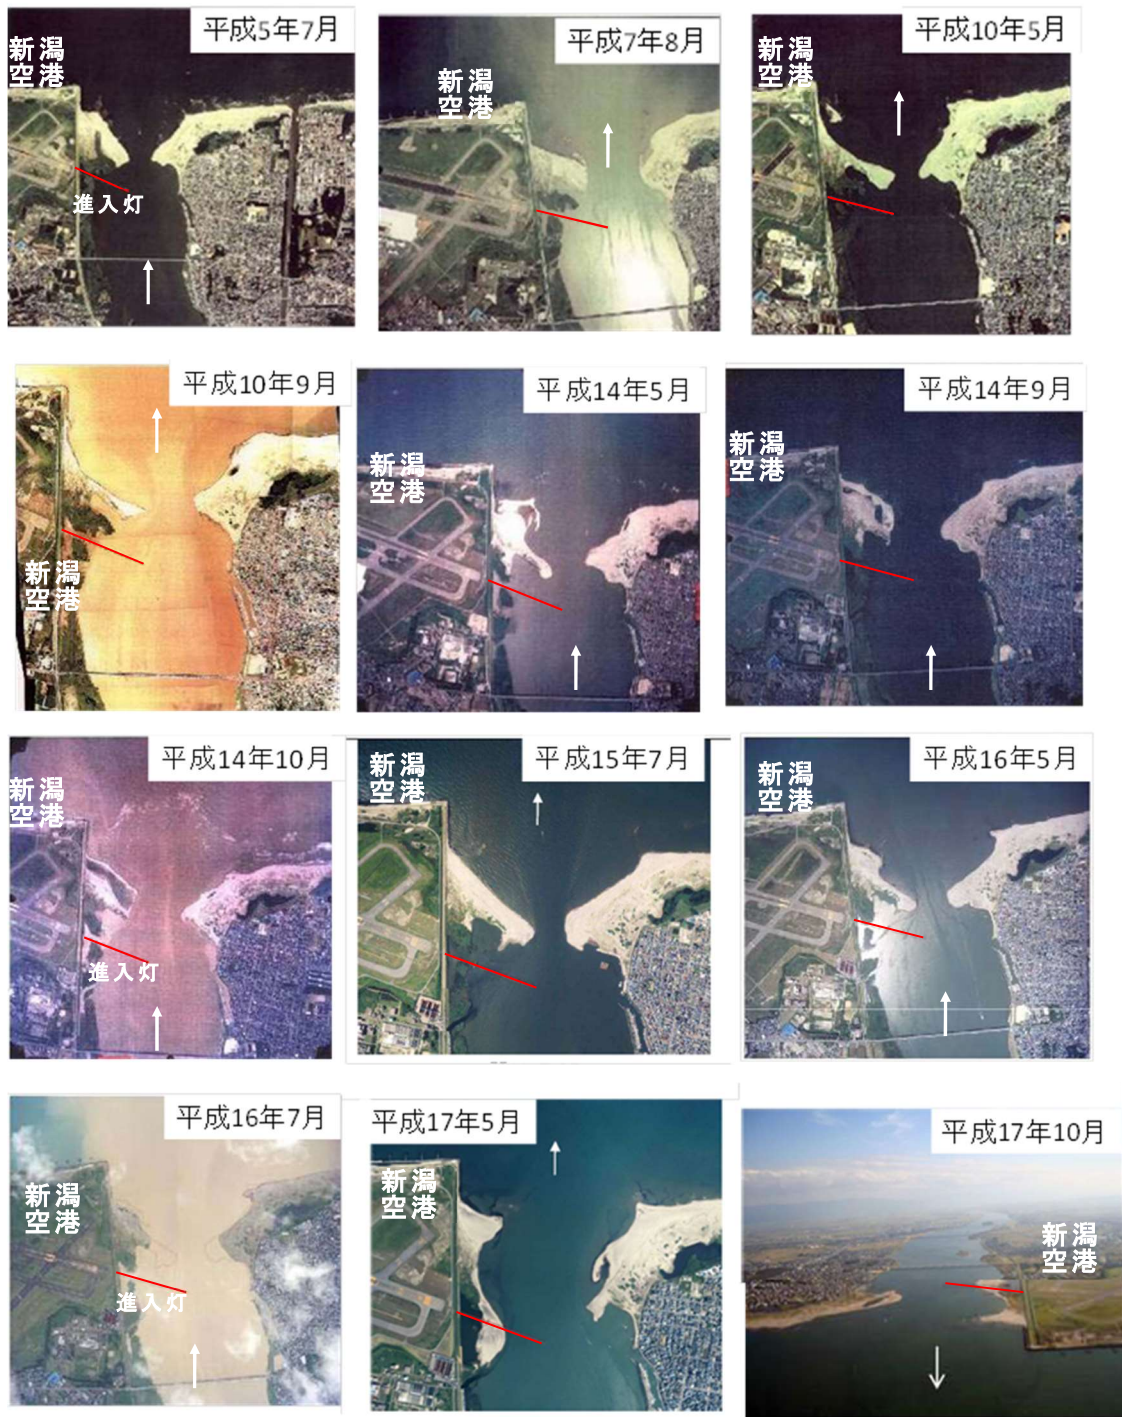 平成5年7月
新潟
空港
進入灯
平成7年8月
新潟
空港
平成10年5月
新潟
空港
平成10年9月
新潟
空港
平成14年5月
新潟
空港
平成14年9月
新潟
空港
平成14年10月
新潟
空港
進入灯
平成15年7月
新潟
空港
平成16年5月
新潟
空港
平成16年7月
新潟
空港
進入灯
平成17年5月
新潟
空港
平成17年10月
新潟
空港